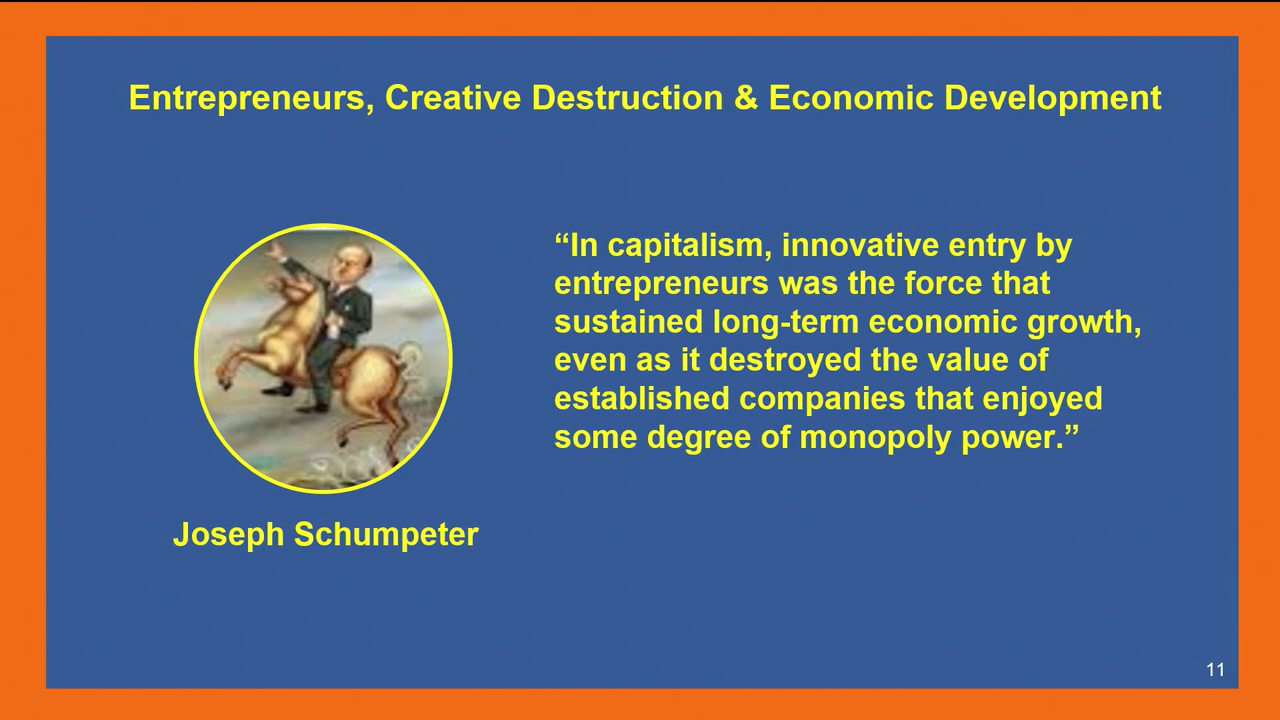 Entrepreneurs, Creative Destruction & Economic Development
“In capitalism, innovative entry by
entrepreneurs was the force that
sustained long-term economic growth,
even as it destroyed the value of
established companies that enjoyed
some degree of monopoly power.”
Joseph Schumpeter
11